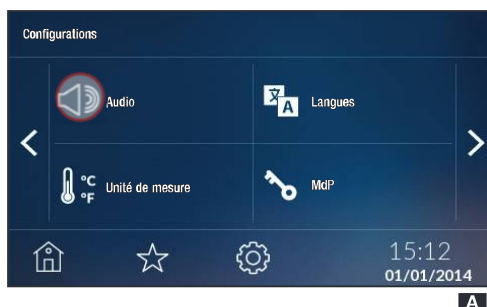 Configurations
Audio
Langues
°C
°F
Unité de mesure
MdP
15:12
01/01/2014
A